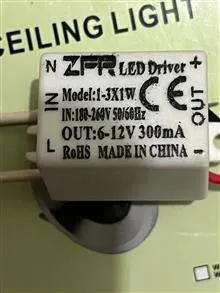 CEILING LIGHT
N ZFR LED Driver +
IN Model:1-3X1W
IN:180-260V 50/60Hz
OUT:6-12V 300mA OUT
L RoHS MADE IN CHINA -
CE
W